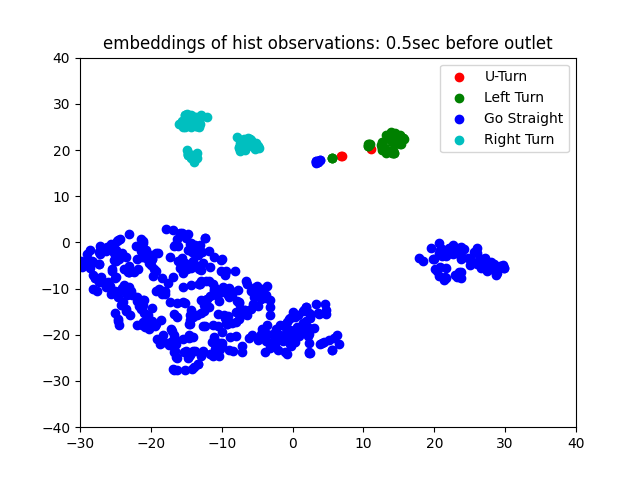 embeddings of hist observations: 0.5sec before outlet
U-Turn
Left Turn
Go Straight
Right Turn
40
30
20
10
0
−10
−20
−30
−40
−30 −20 −10 0 10 20 30 40